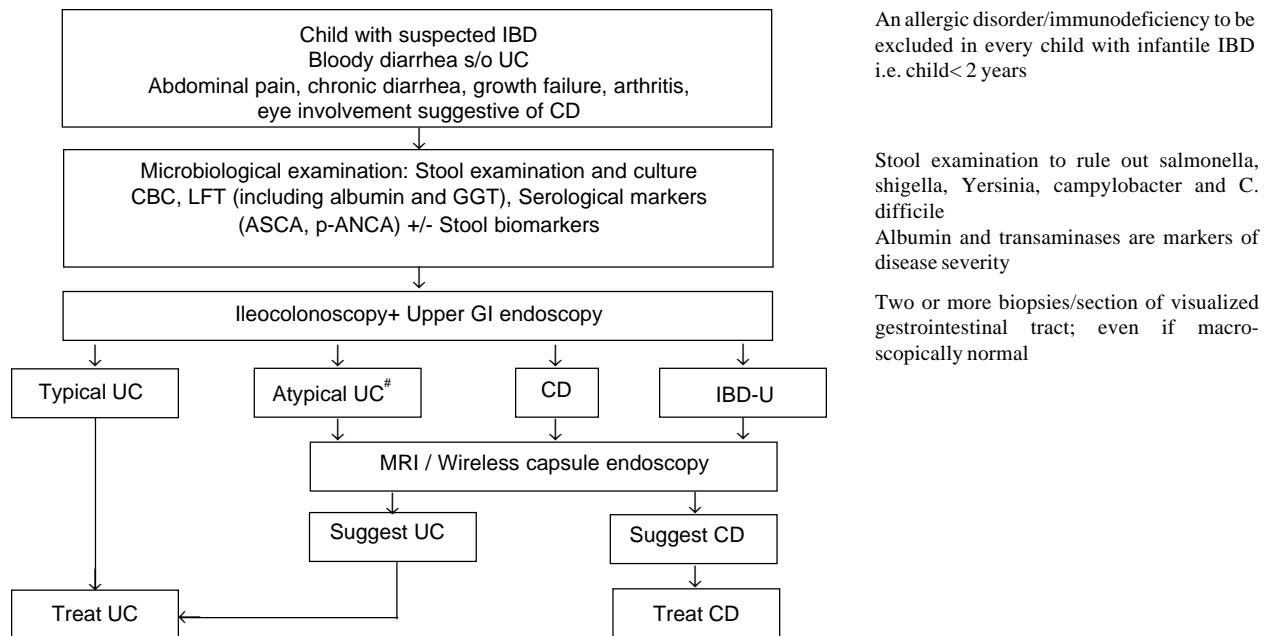 Child with suspected IBD
Bloody diarrhea s/o UC
Abdominal pain, chronic diarrhea, growth failure, arthritis,
eye involvement suggestive of CD
An allergic disorder/immunodeficiency to be
excluded in every child with infantile IBD
i.e. child< 2 years
Microbiological examination: Stool examination and culture
CBC, LFT (including albumin and GGT), Serological markers
(ASCA, p-ANCA) +/- Stool biomarkers
Stool examination to rule out salmonella,
shigella, Yersinia, campylobacter and C.
difficile
Albumin and transaminases are markers of
disease severity
Ileocolonoscopy+ Upper GI endoscopy
Two or more biopsies/section of visualized
gestrointestinal tract; even if macro-
scopically normal
Typical UC
Atypical UC#
CD
IBD-U
MRI / Wireless capsule endoscopy
Suggest UC
Suggest CD
Treat UC
Treat CD